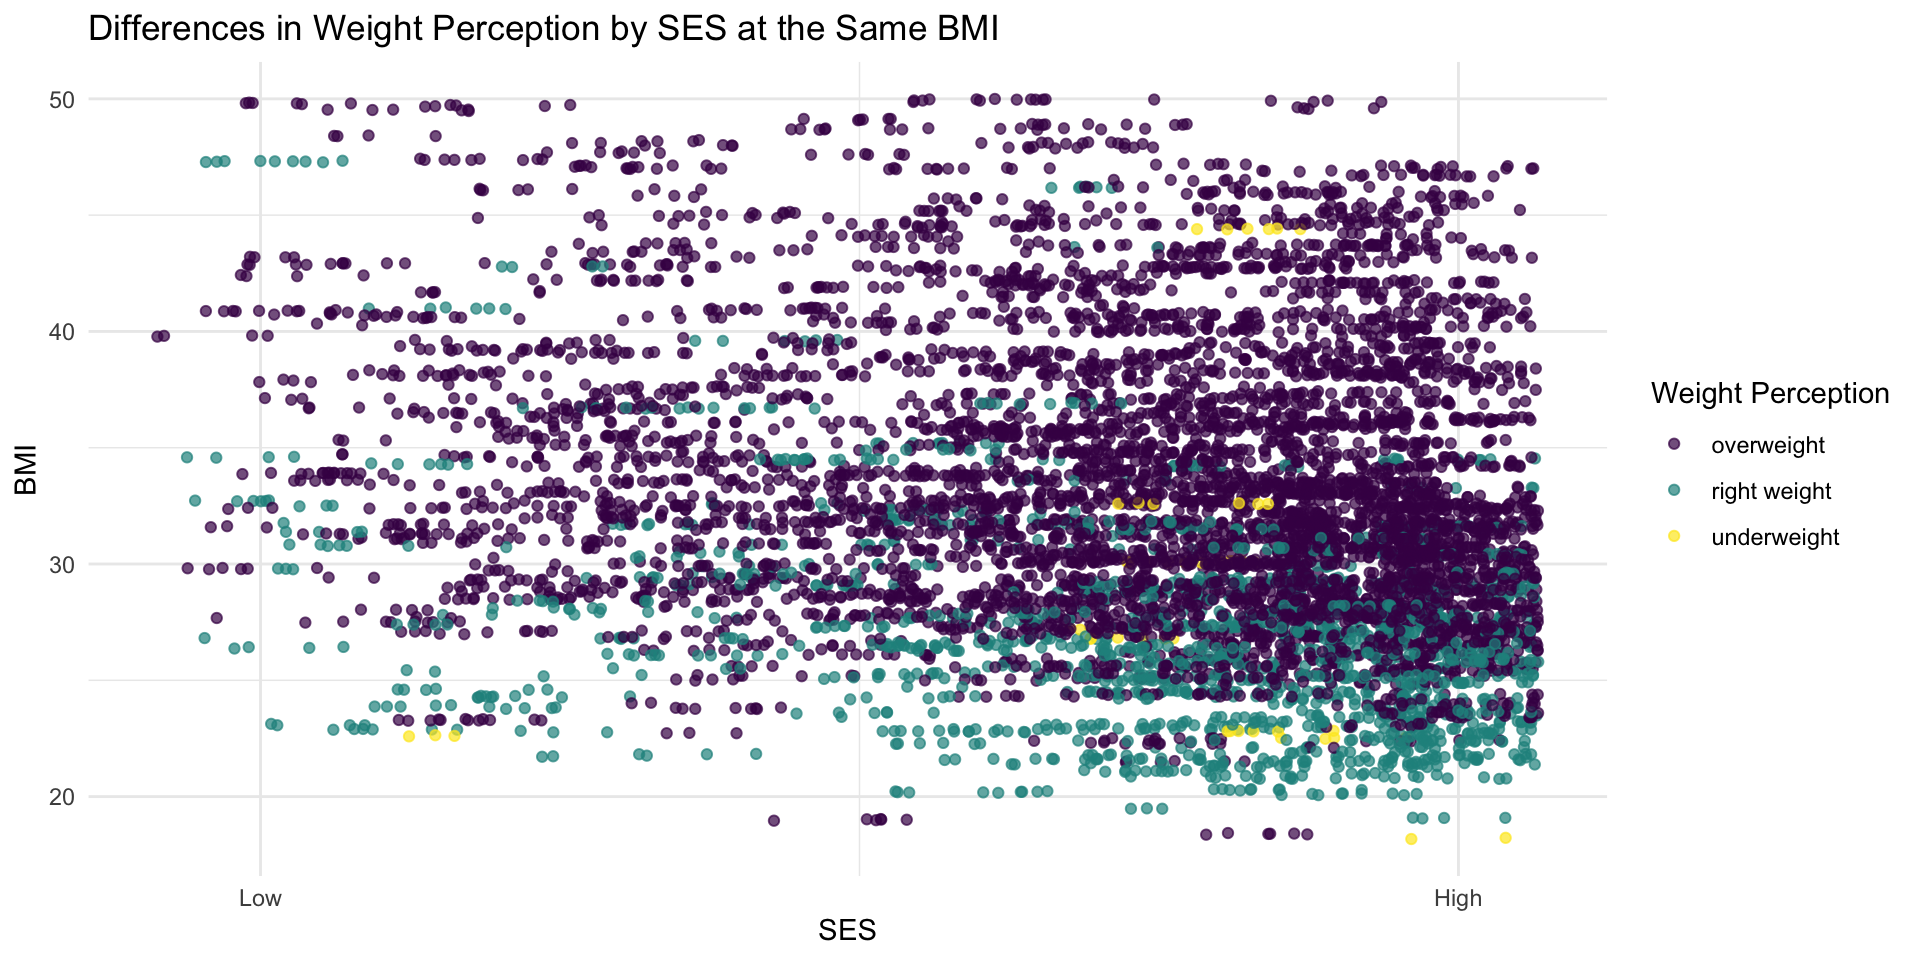 Differences in Weight Perception by SES at the Same BMI
50
40
30
20
BMI
Low
High
SES
Weight Perception
overweight
right weight
underweight